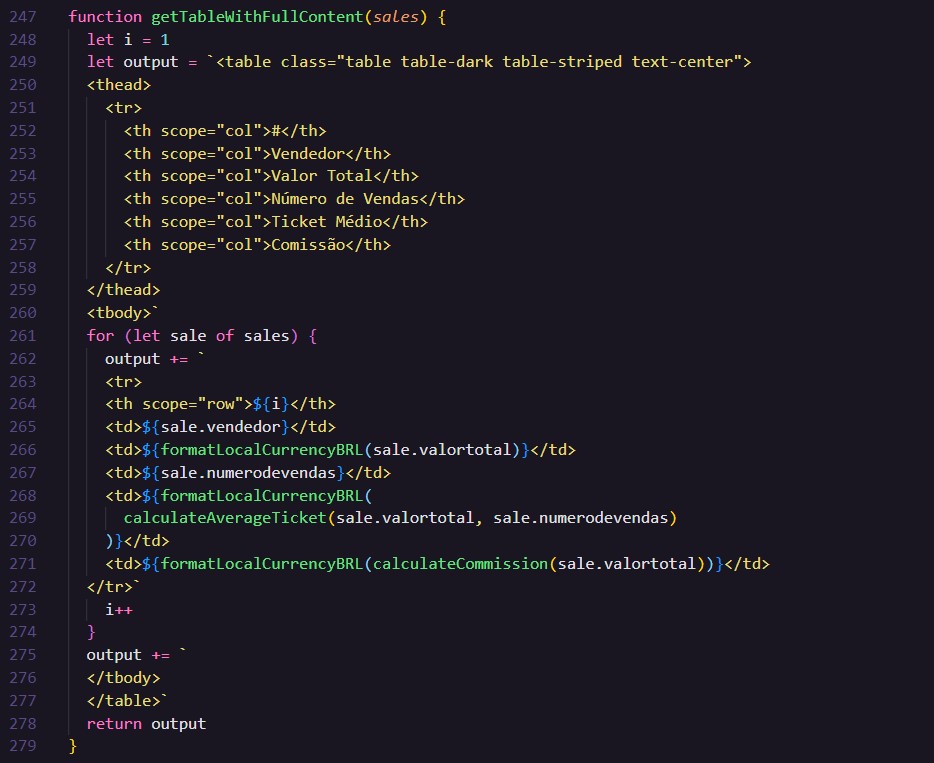 247 function getTableWithFullContent(sales) {
248   let i = 1
249   let output = `<table class="table table-dark table-striped text-center">
250   <thead>
251     <tr>
252       <th scope="col">#</th>
253       <th scope="col">Vendedor</th>
254       <th scope="col">Valor Total</th>
255       <th scope="col">Número de Vendas</th>
256       <th scope="col">Ticket Médio</th>
257       <th scope="col">Comissão</th>
258     </tr>
259   </thead>
260   <tbody>`
261   for (let sale of sales) {
262     output += `
263     <tr>
264     <th scope="row">${i}</th>
265     <td>${sale.vendedor}</td>
266     <td>${formatLocalCurrencyBRL(sale.valortotal)}</td>
267     <td>${sale.numerodevendas}</td>
268     <td>${formatLocalCurrencyBRL(
269       calculateAverageTicket(sale.valortotal, sale.numerodevendas)
270     )}</td>
271     <td>${formatLocalCurrencyBRL(calculateCommission(sale.valortotal))}</td>
272   </tr>`
273     i++
274   }
275   output += `
276   </tbody>
277   </table>`
278   return output
279 }